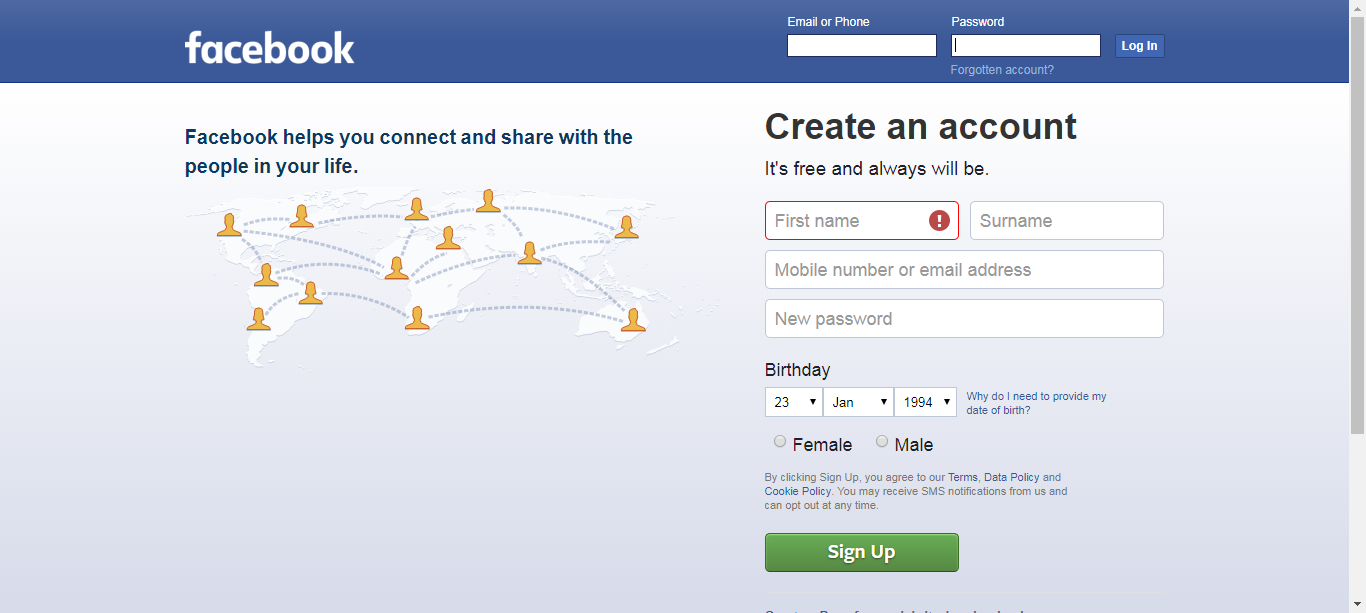 facebook
Email or Phone
Password
Log In
Forgotten account?
Facebook helps you connect and share with the
people in your life.
Create an account
It's free and always will be.
First name
Surname
Mobile number or email address
New password
Birthday
23
Jan
1994
Why do I need to provide my
date of birth?
Female
Male
By clicking Sign Up, you agree to our Terms, Data Policy and
Cookie Policy. You may receive SMS notifications from us and
can opt out at any time.
Sign Up